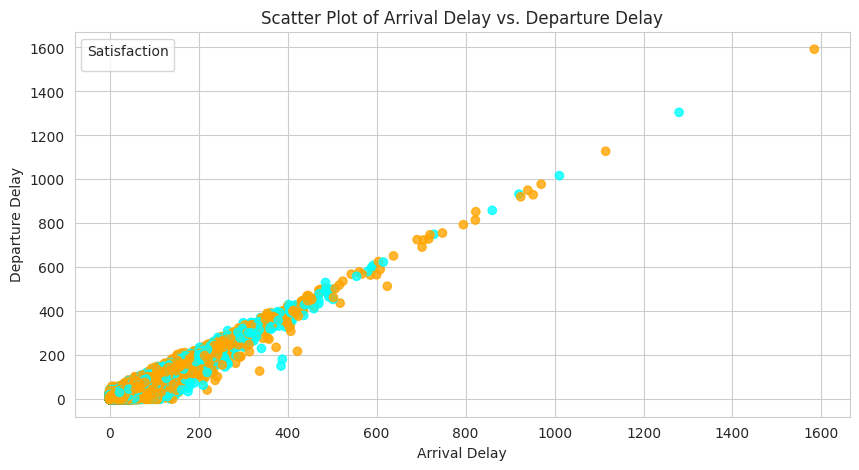 Scatter Plot of Arrival Delay vs. Departure Delay
Satisfaction
1600
1400
1200
1000
800
600
400
200
0
Departure Delay
0 200 400 600 800 1000 1200 1400 1600
Arrival Delay